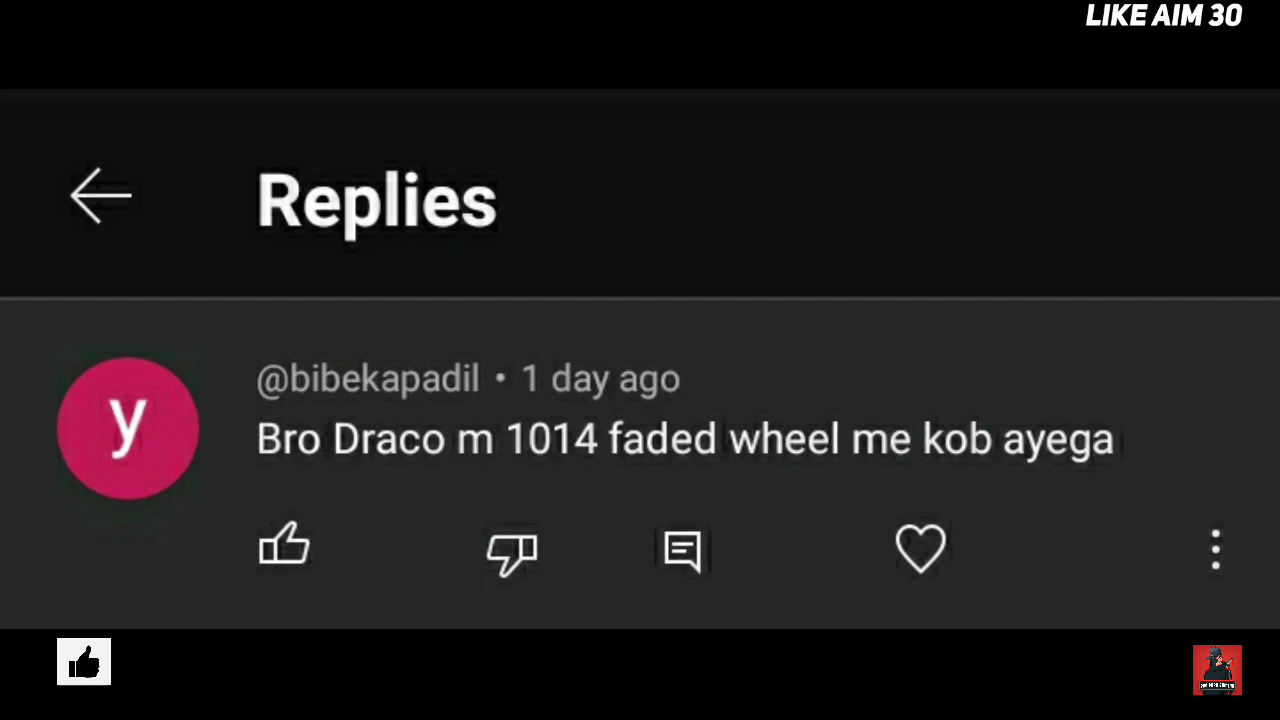 LIKE AIM 30
Replies
y
@bibekapadil • 1 day ago
Bro Draco m 1014 faded wheel me kob ayega